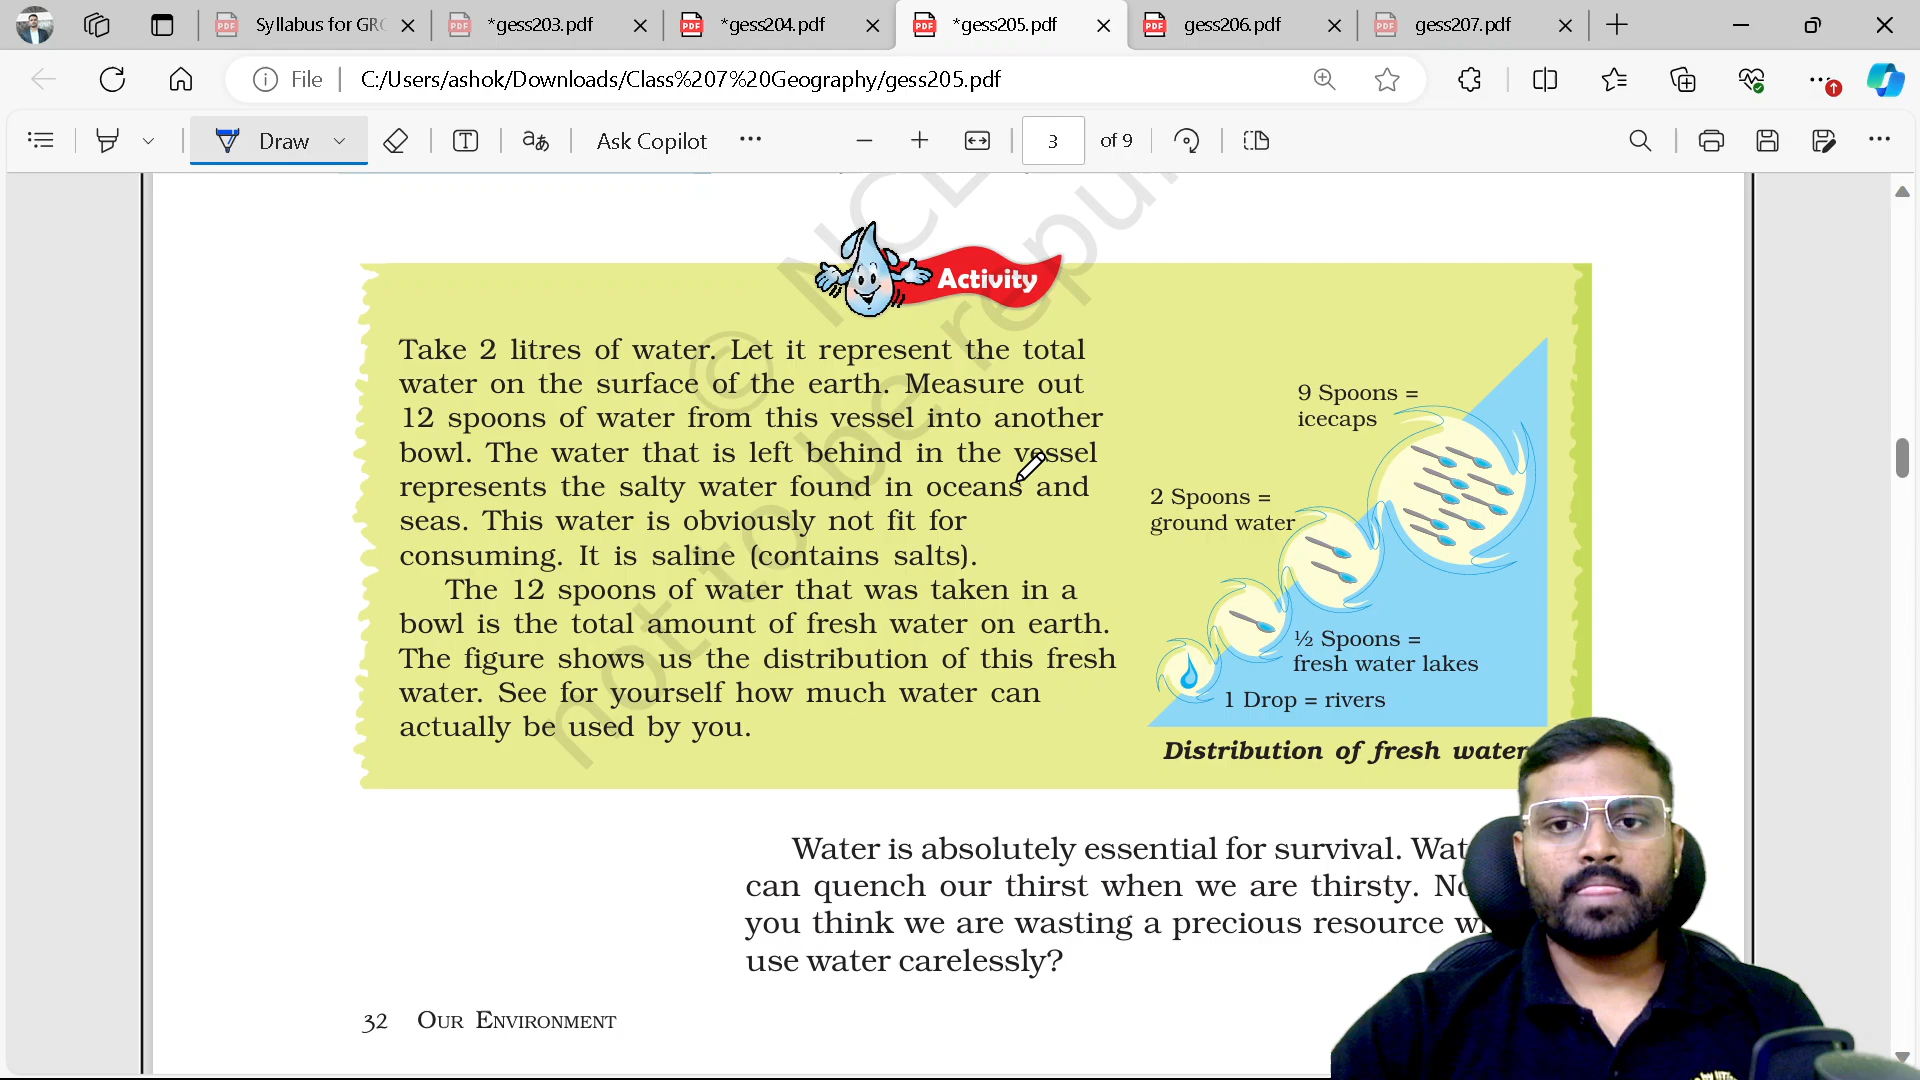 Syllabus for GRO
*gess203.pdf
*gess204.pdf
*gess205.pdf
gess206.pdf
gess207.pdf
File
C:/Users/ashok/Downloads/Class%207%20Geography/gess205.pdf
Draw
Ask Copilot
3
of 9
Activity
Take 2 litres of water. Let it represent the total
water on the surface of the earth. Measure out
12 spoons of water from this vessel into another
bowl. The water that is left behind in the vessel
represents the salty water found in oceans and
seas. This water is obviously not fit for
consuming. It is saline (contains salts).
The 12 spoons of water that was taken in a
bowl is the total amount of fresh water on earth.
The figure shows us the distribution of this fresh
water. See for yourself how much water can
actually be used by you.
9 Spoons =
icecaps
2 Spoons =
ground water
½ Spoons =
fresh water lakes
1 Drop = rivers
Distribution of fresh water
Water is absolutely essential for survival. Wat
can quench our thirst when we are thirsty. No
you think we are wasting a precious resource w
use water carelessly?
32 OUR ENVIRONMENT
© NCE
not to be repu